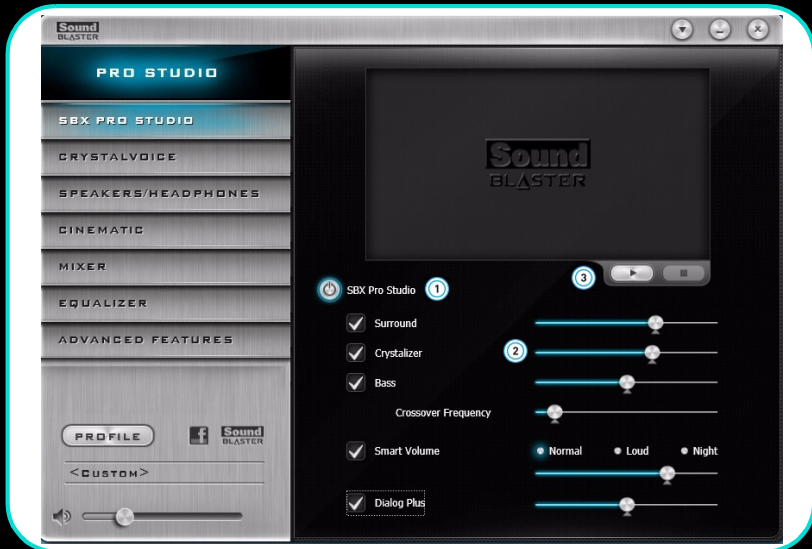 Sound
BLASTER
PRO STUDIO
SBX PRO STUDIO
CRYSTALVOICE
SPEAKERS/HEADPHONES
CINEMATIC
MIXER
EQUALIZER
ADVANCED FEATURES
PROFILE
f
Sound
BLASTER
<CUSTOM>
Sound
BLASTER
3
SBX Pro Studio 1
Surround
Crystalizer 2
Bass
Crossover Frequency
Smart Volume Normal Loud Night
Dialog Plus